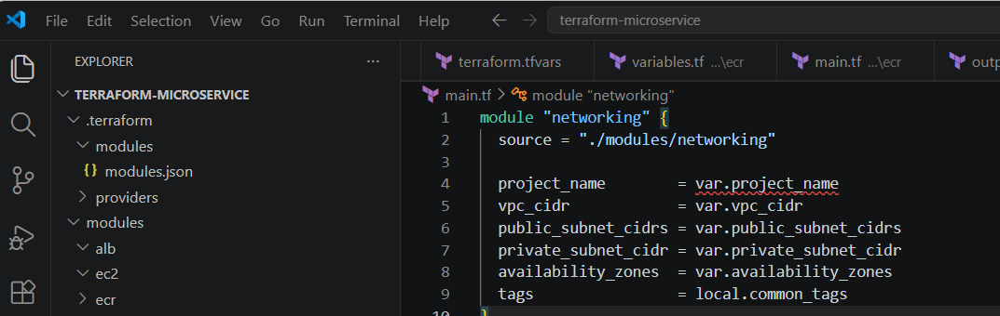 File Edit Selection View Go Run Terminal Help terraform-microservice
EXPLORER ...
terraform.tfvars variables.tf ...\ecr main.tf ...\ecr
TERRAFORM-MICROSERVICE
.terraform
modules
{} modules.json
providers
modules
alb
ec2
ecr
main.tf > module "networking"
1 module "networking" {
2 source = "./modules/networking"
3
4 project_name = var.project_name
5 vpc_cidr = var.vpc_cidr
6 public_subnet_cidrs = var.public_subnet_cidrs
7 private_subnet_cidr = var.private_subnet_cidr
8 availability_zones = var.availability_zones
9 tags = local.common_tags
10 }